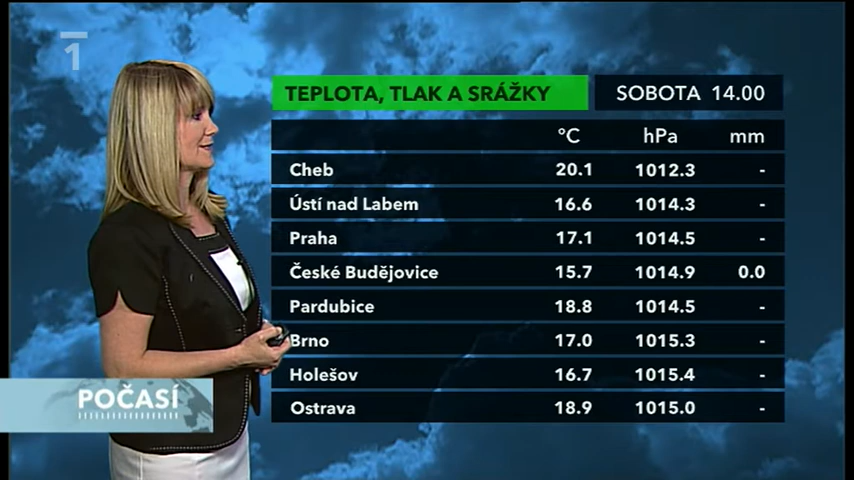 1
TEPLOTA, TLAK A SRÁŽKY SOBOTA 14.00
°C hPa mm
Cheb 20.1 1012.3 -
Ústí nad Labem 16.6 1014.3 -
Praha 17.1 1014.5 -
České Budějovice 15.7 1014.9 0.0
Pardubice 18.8 1014.5 -
Brno 17.0 1015.3 -
Holešov 16.7 1015.4 -
Ostrava 18.9 1015.0 -
POČASÍ